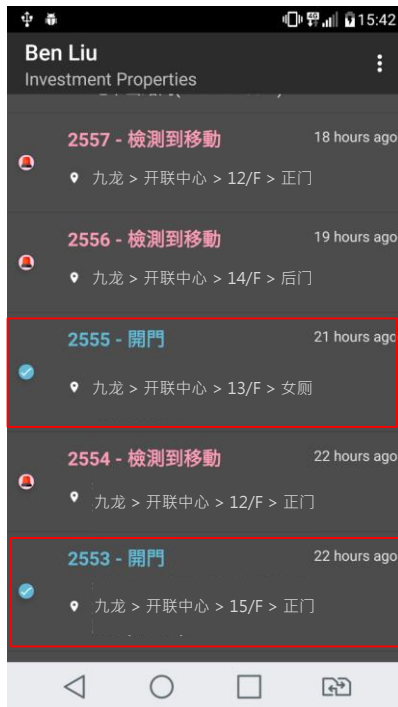 15:42
Ben Liu
Investment Properties
2557 - 檢測到移動
18 hours ago
九龙 > 开联中心 > 12/F > 正门
2556 - 檢測到移動
19 hours ago
九龙 > 开联中心 > 14/F > 后门
2555 - 開門
21 hours ago
九龙 > 开联中心 > 13/F > 女厕
2554 - 檢測到移動
22 hours ago
九龙 > 开联中心 > 12/F > 正门
2553 - 開門
22 hours ago
九龙 > 开联中心 > 15/F > 正门